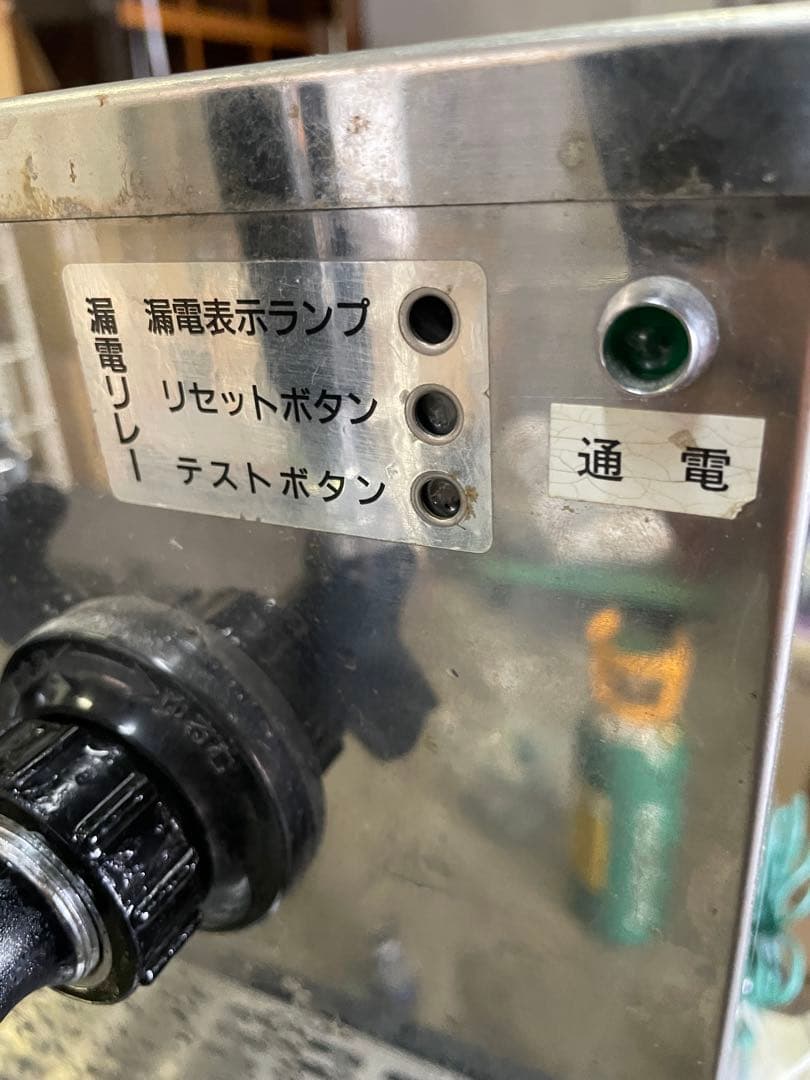 漏電リレー
漏電表示ランプ
リセットボタン
テストボタン
通電